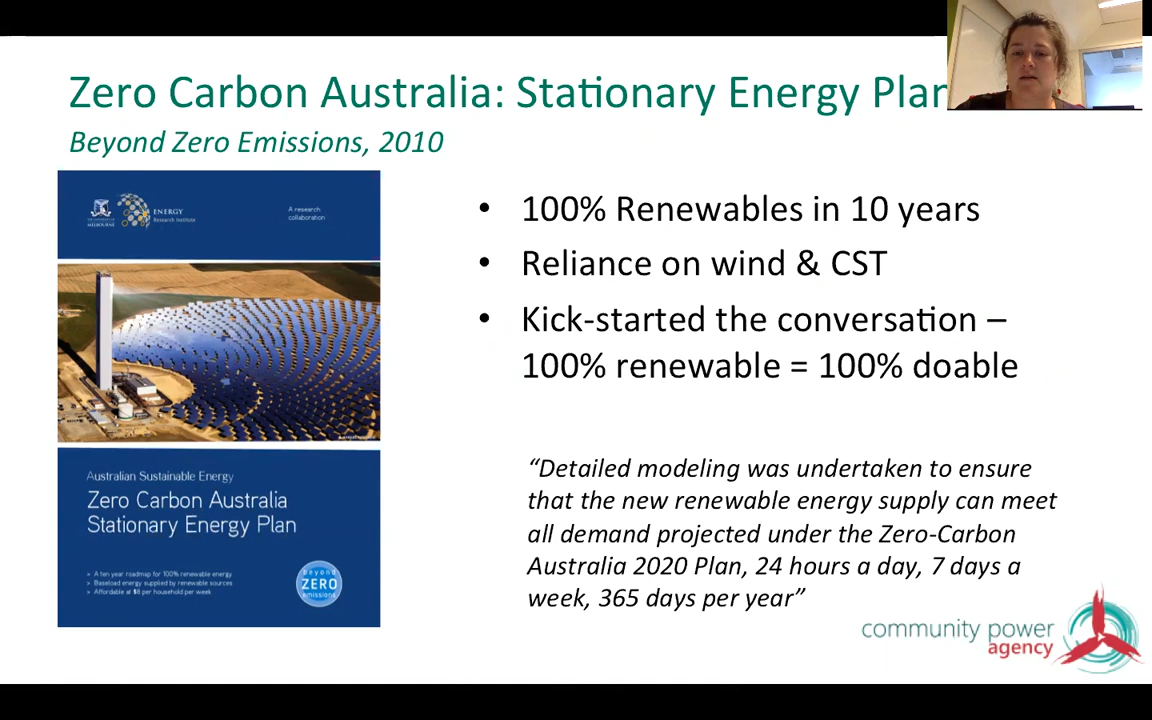 Zero Carbon Australia: Stationary Energy Plan
Beyond Zero Emissions, 2010
THE UNIVERSITY OF
MELBOURNE
ENERGY
Research Institute
A research
collaboration
Australian Sustainable Energy
Zero Carbon Australia
Stationary Energy Plan
> A ten year roadmap for 100% renewable energy
> Baseload energy supplied by renewable sources
> Affordable at $8 per household per week
beyond
ZERO
emissions
• 100% Renewables in 10 years
• Reliance on wind & CST
• Kick-started the conversation –
100% renewable = 100% doable
“Detailed modeling was undertaken to ensure
that the new renewable energy supply can meet
all demand projected under the Zero-Carbon
Australia 2020 Plan, 24 hours a day, 7 days a
week, 365 days per year”
community power
agency